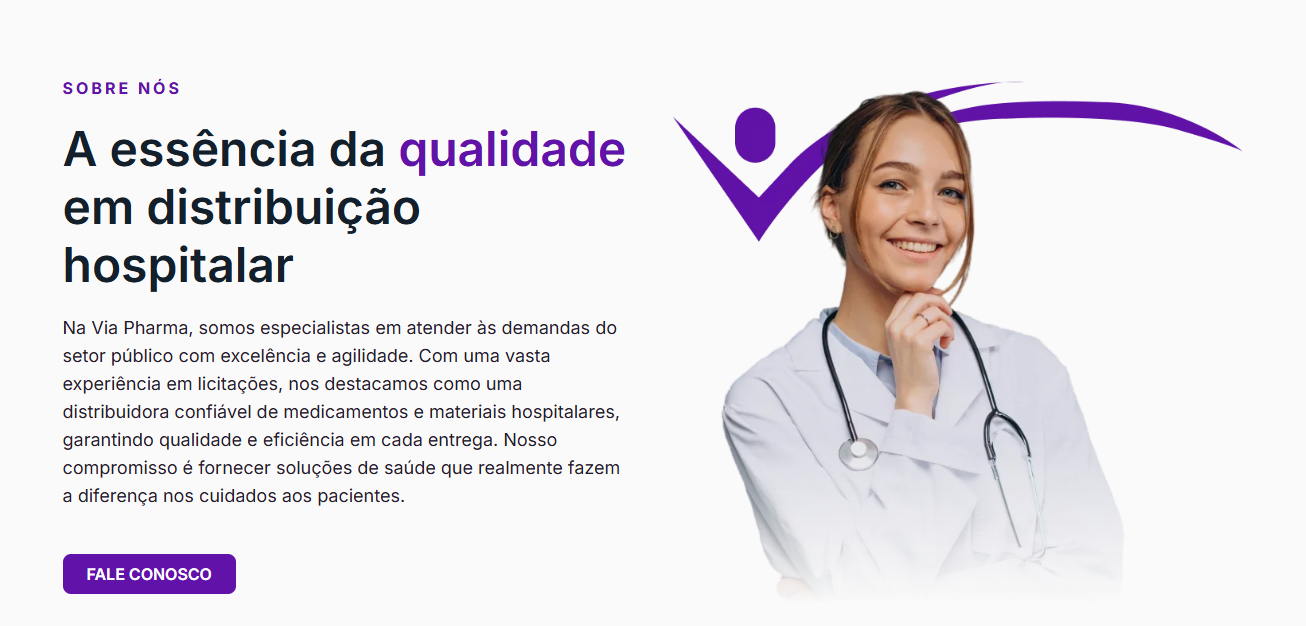 SOBRE NÓS
A essência da qualidade
em distribuição
hospitalar
Na Via Pharma, somos especialistas em atender às demandas do
setor público com excelência e agilidade. Com uma vasta
experiência em licitações, nos destacamos como uma
distribuidora confiável de medicamentos e materiais hospitalares,
garantindo qualidade e eficiência em cada entrega. Nosso
compromisso é fornecer soluções de saúde que realmente fazem
a diferença nos cuidados aos pacientes.
FALE CONOSCO